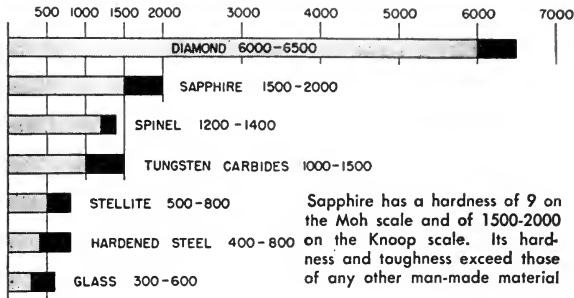 500 1000 1500 2000 3000 4000 5000 6000 7000
DIAMOND 6000-6500
SAPPHIRE 1500-2000
SPINEL 1200-1400
TUNGSTEN CARBIDES 1000-1500
STELLITE 500-800
HARDENED STEEL 400-800
GLASS 300-600
Sapphire has a hardness of 9 on
the Moh scale and of 1500-2000
on the Knoop scale. Its hard-
ness and toughness exceed those
of any other man-made material